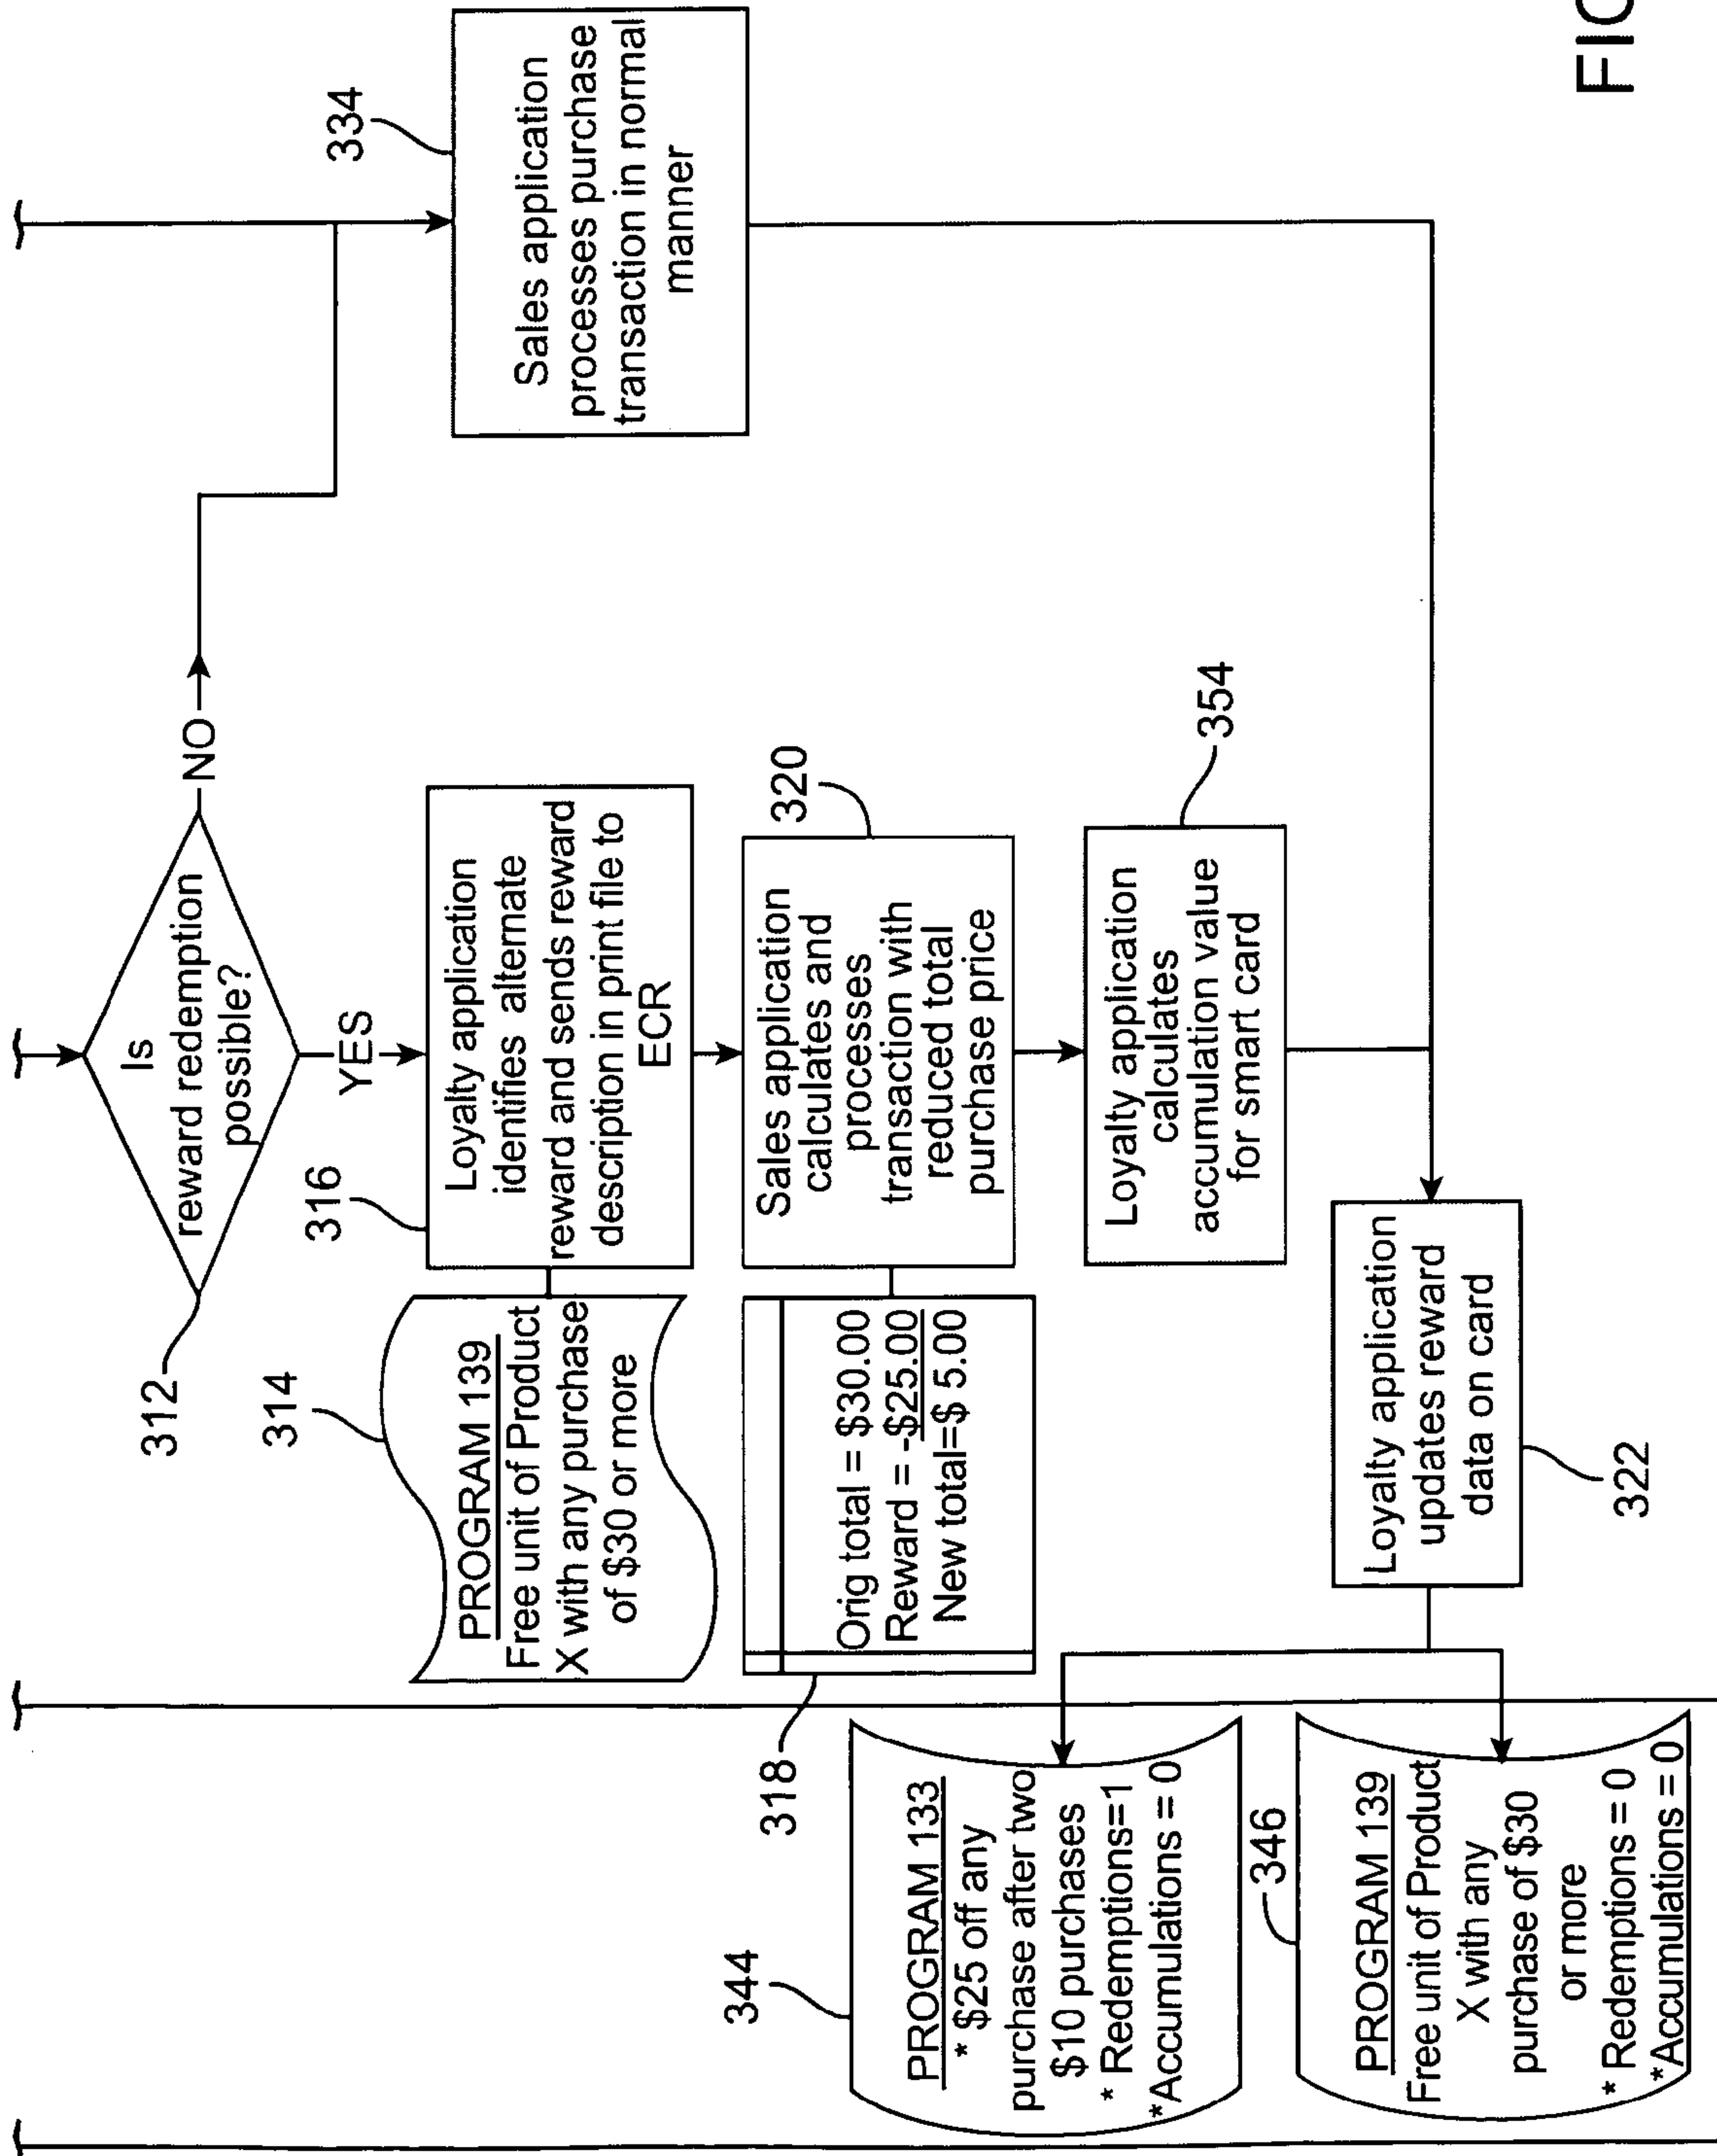 Is
reward redemption
possible?
312
NO
YES
334
Sales application
processes purchase
transaction in normal
manner
314
PROGRAM 139
Free unit of Product
X with any purchase
of $30 or more
316
Loyalty application
identifies alternate
reward and sends reward
description in print file to
ECR
318
Orig total = $30.00
Reward = -$25.00
New total=$ 5.00
320
Sales application
calculates and
processes
transaction with
reduced total
purchase price
354
Loyalty application
calculates
accumulation value
for smart card
Loyalty application
updates reward
data on card
322
344
PROGRAM 133
* $25 off any
purchase after two
$10 purchases
* Redemptions=1
*Accumulations = 0
346
PROGRAM 139
Free unit of Product
X with any
purchase of $30
or more
* Redemptions = 0
*Accumulations = 0